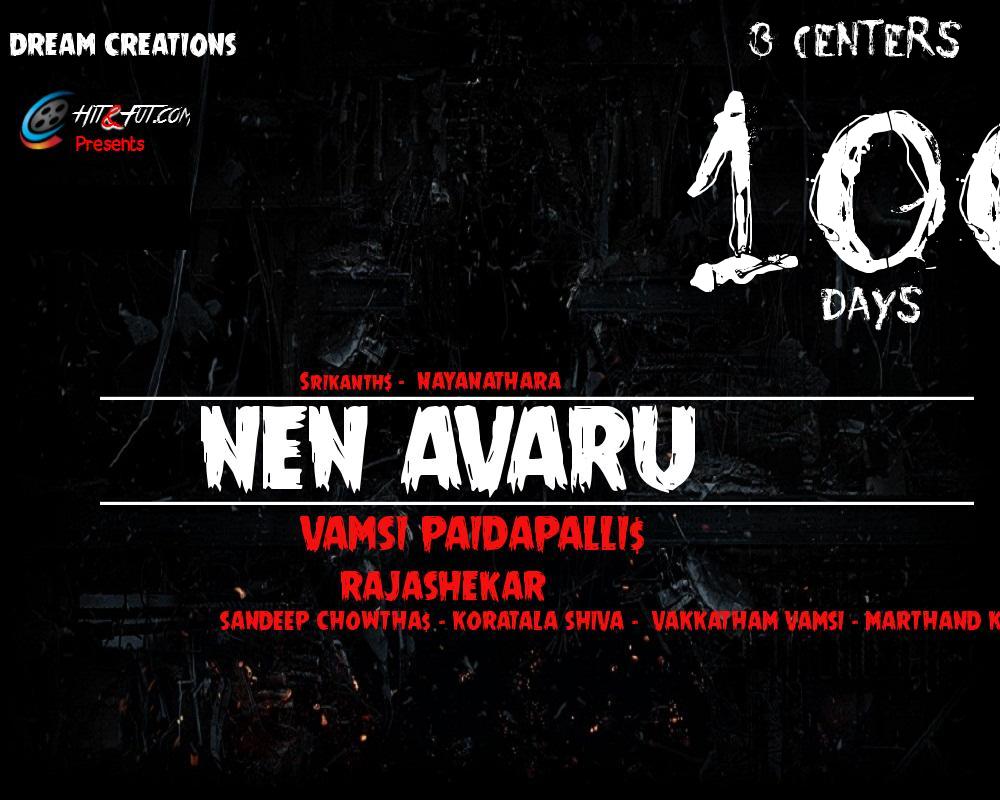 DREAM CREATIONS
HIT&FUT.COM
Presents
3 CENTERS
100
DAYS
SRIKANTH$ - NAYANATHARA
NEN AVARU
VAMSI PAIDAPALLI$
RAJASHEKAR
SANDEEP CHOWTHA$ - KORATALA SHIVA - VAKKATHAM VAMSI - MARTHAND K